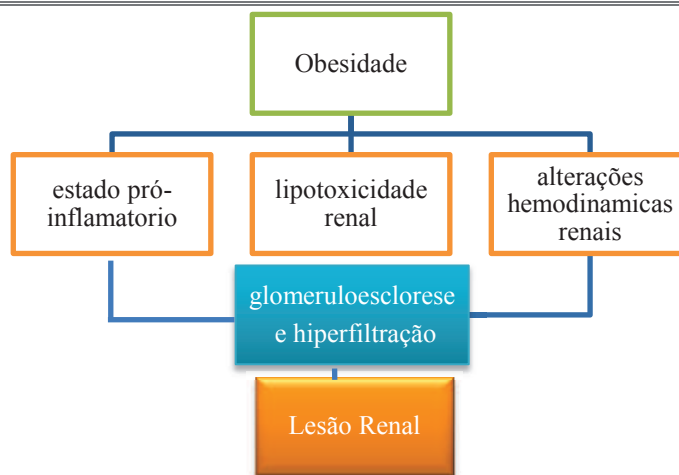 Obesidade
estado pró-
inflamatorio
lipotoxicidade
renal
alterações
hemodinamicas
renais
glomeruloesclorese
e hiperfiltração
Lesão Renal